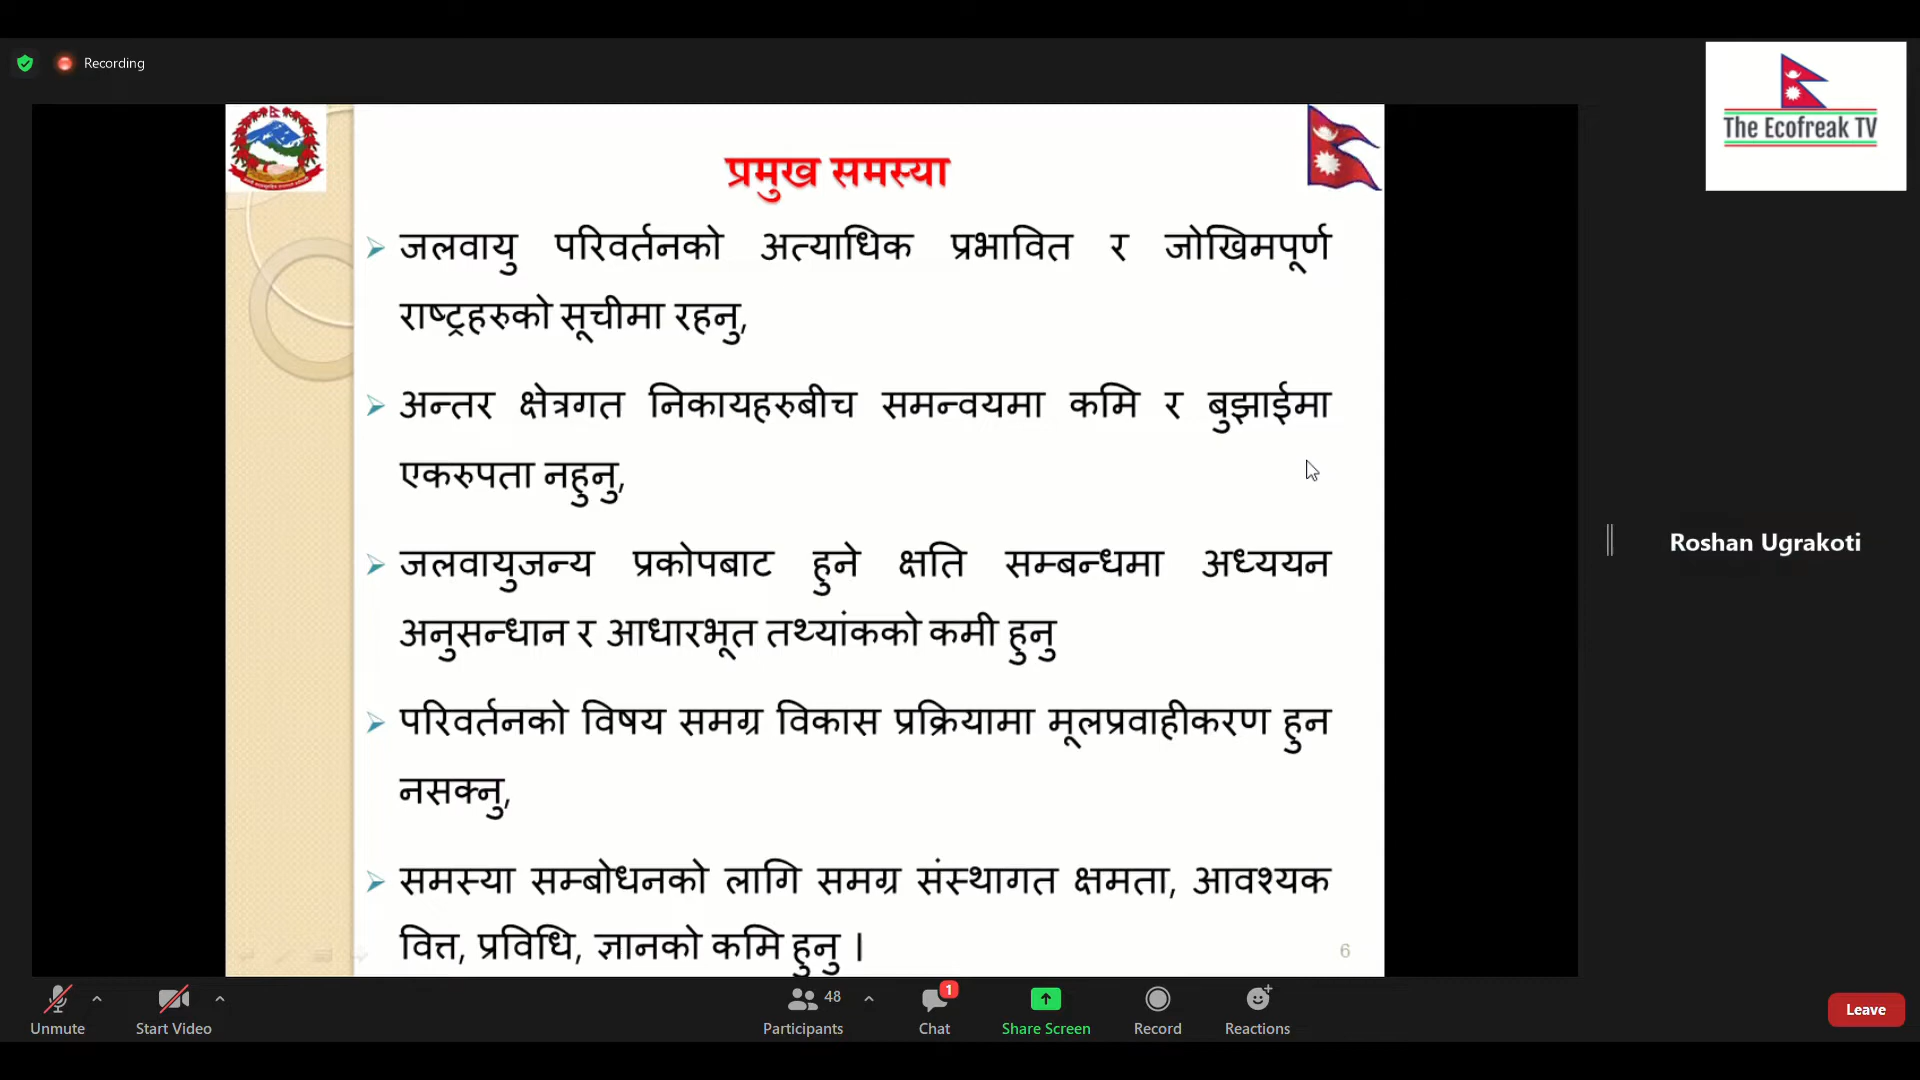 Recording
The Ecofreak TV
प्रमुख समस्या
जलवायु परिवर्तनको अत्याधिक प्रभावित र जोखिमपूर्ण
राष्ट्रहरुको सूचीमा रहनु,
अन्तर क्षेत्रगत निकायहरुबीच समन्वयमा कमि र बुझाईमा
एकरुपता नहुनु,
जलवायुजन्य प्रकोपबाट हुने क्षति सम्बन्धमा अध्ययन
अनुसन्धान र आधारभूत तथ्यांकको कमी हुनु
परिवर्तनको विषय समग्र विकास प्रक्रियामा मूलप्रवाहीकरण हुन
नसक्नु,
समस्या सम्बोधनको लागि समग्र संस्थागत क्षमता, आवश्यक
वित्त, प्रविधि, ज्ञानको कमि हुनु ।
6
Roshan Ugrakoti
48
1
Unmute
Start Video
Participants
Chat
Share Screen
Record
Reactions
Leave